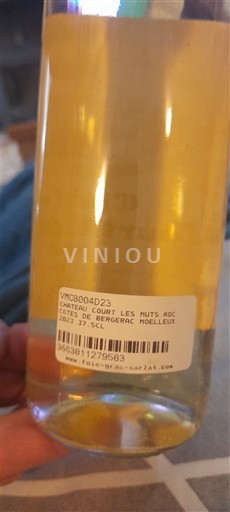 VINIOU
VMCB004D23
CHATEAU COURT LES MUTS AOC
COTES DE BERGERAC MOELLEUX
2023 37.5CL
3663811279583
www.foie-gras-sarlat.com